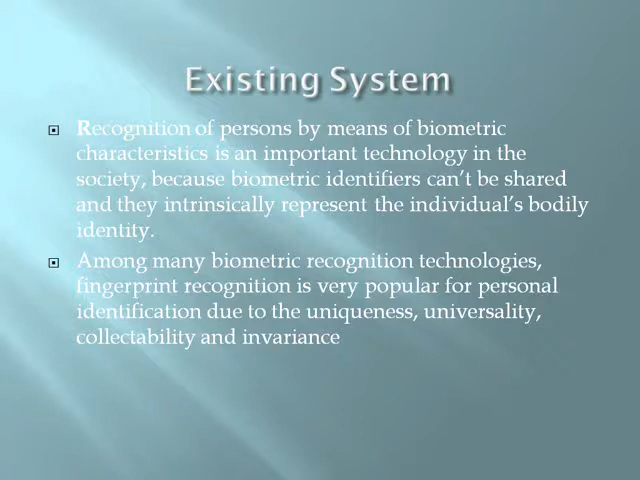 Existing System
Recognition of persons by means of biometric
characteristics is an important technology in the
society, because biometric identifiers can't be shared
and they intrinsically represent the individual's bodily
identity.
Among many biometric recognition technologies,
fingerprint recognition is very popular for personal
identification due to the uniqueness, universality,
collectability and invariance